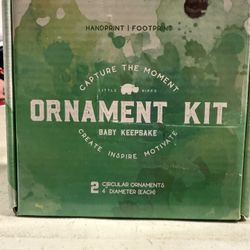 HANDPRINT | FOOTPRINT
CAPTURE THE MOMENT
LITTLE HIPPO
ORNAMENT KIT
BABY KEEPSAKE
CREATE INSPIRE MOTIVATE
2 CIRCULAR ORNAMENTS
4" DIAMETER (EACH)